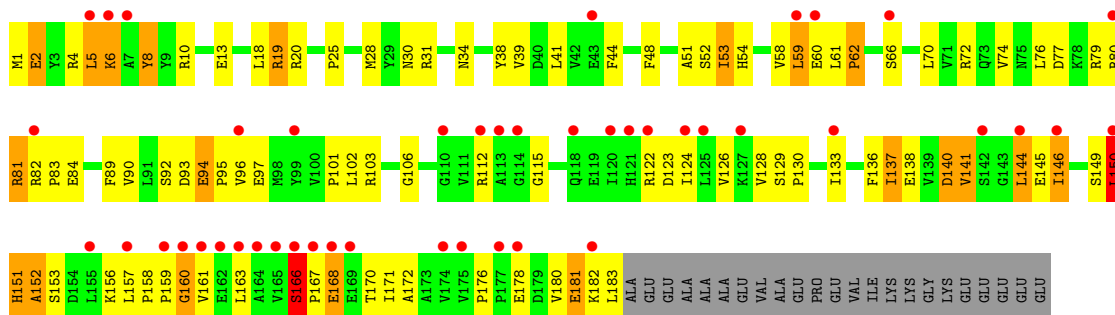 M1 E2 Y3 R4 L5 K6 A7 Y8 Y9 R10 E13 L18 R19 R20 P25 M28 Y29 N30 R31 N34 Y38 V39 D40 L41 V42 E43 F44 F48 A51 S52 I53 H54 V58 L59 E60 L61 P62 S66 L70 V71 R72 Q73 V74 N75 L76 D77 K78 R79
R81 R82 P83 E84 F89 V90 L91 S92 D93 E94 P95 V96 E97 M98 Y99 V100 P101 L102 R103 G106 G110 V111 R112 A113 G114 G115 Q118 E119 I120 H121 R122 D123 I124 L125 V126 K127 V128 S129 P130 I133 F136 I137 E138 V139 D140 V141 S142 G143 L144 E145 I146 S149
H151 A152 S153 D154 L155 K156 L157 P158 P159 G160 V161 E162 L163 A164 V165 S166 P167 E168 E169 T170 I171 A172 A173 V174 V175 P176 P177 E178 D179 V180 E181 K182 L183 ALA GLU GLU ALA ALA ALA GLU VAL ALA GLU PRO GLU VAL ILE LYS LYS GLY LYS GLU GLU GLU GLU GLU